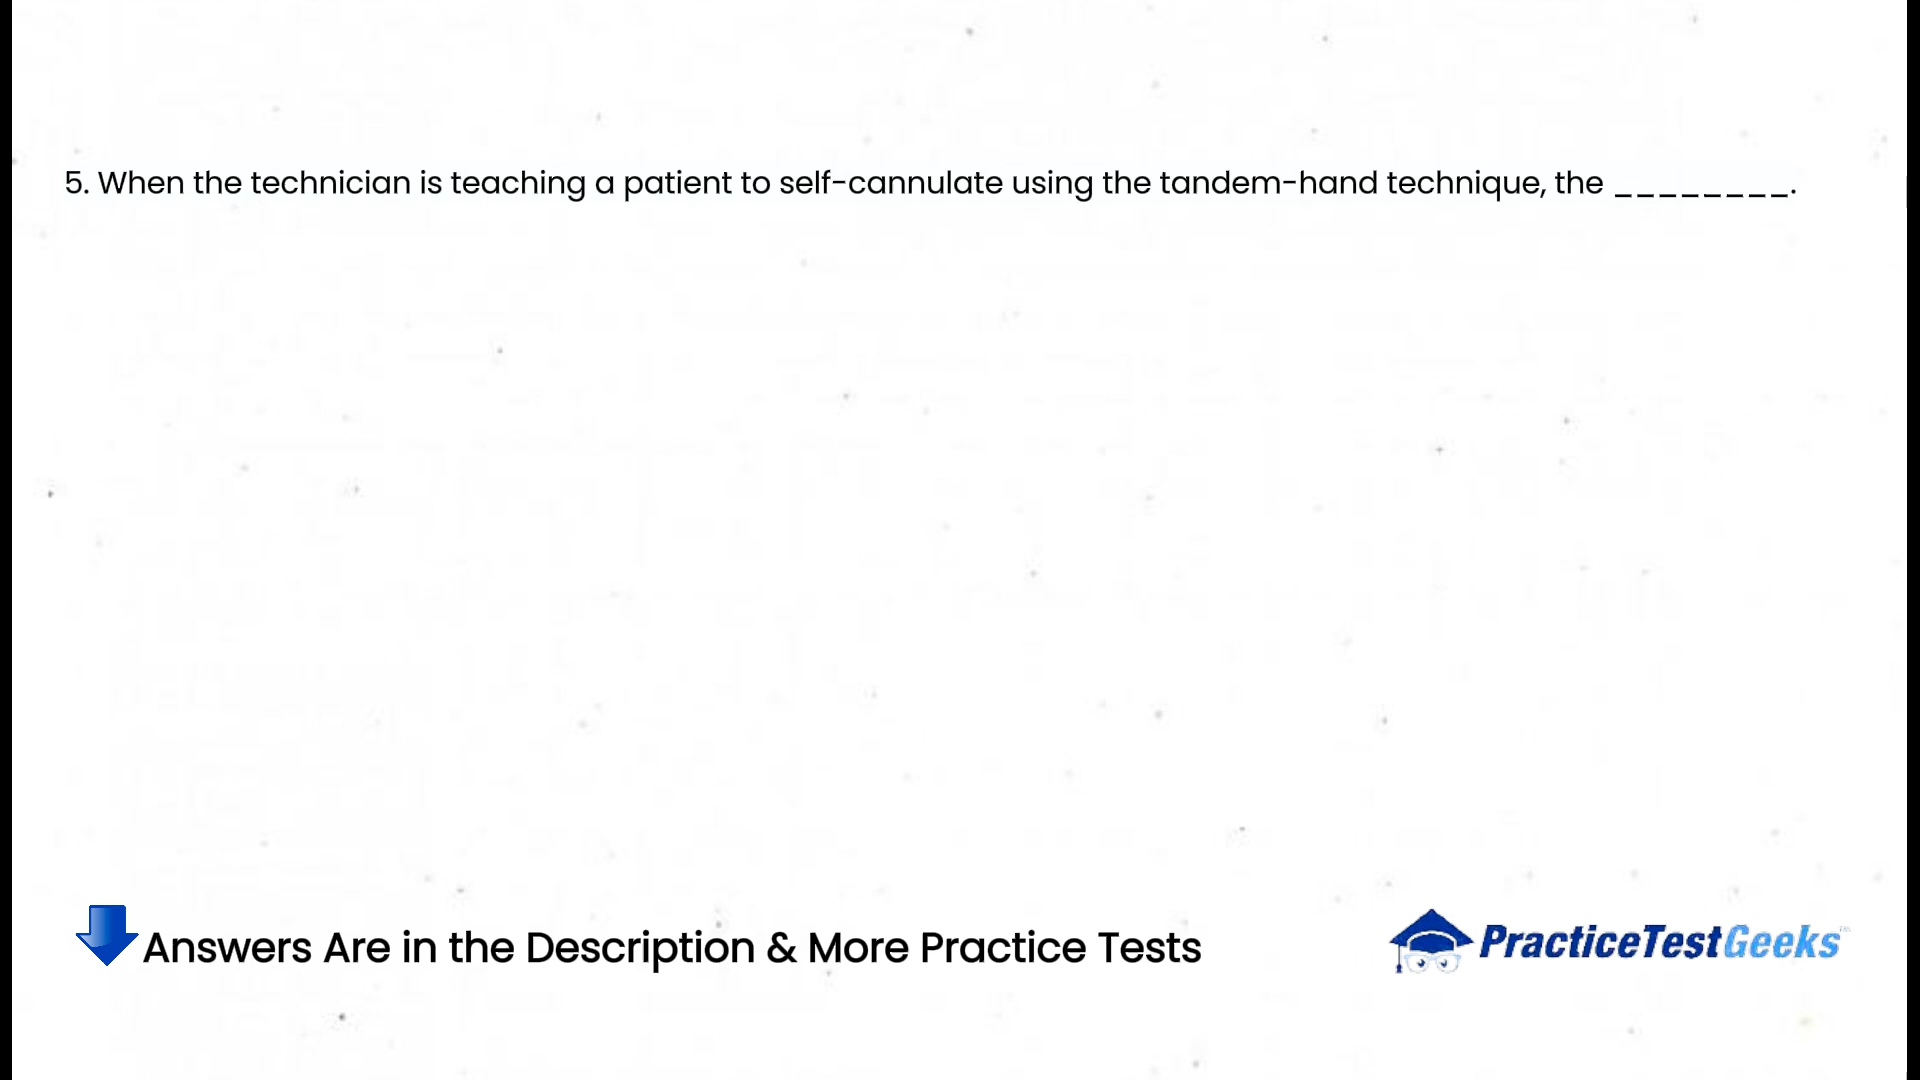 5. When the technician is teaching a patient to self-cannulate using the tandem-hand technique, the ________.
Answers Are in the Description & More Practice Tests
PracticeTestGeeks